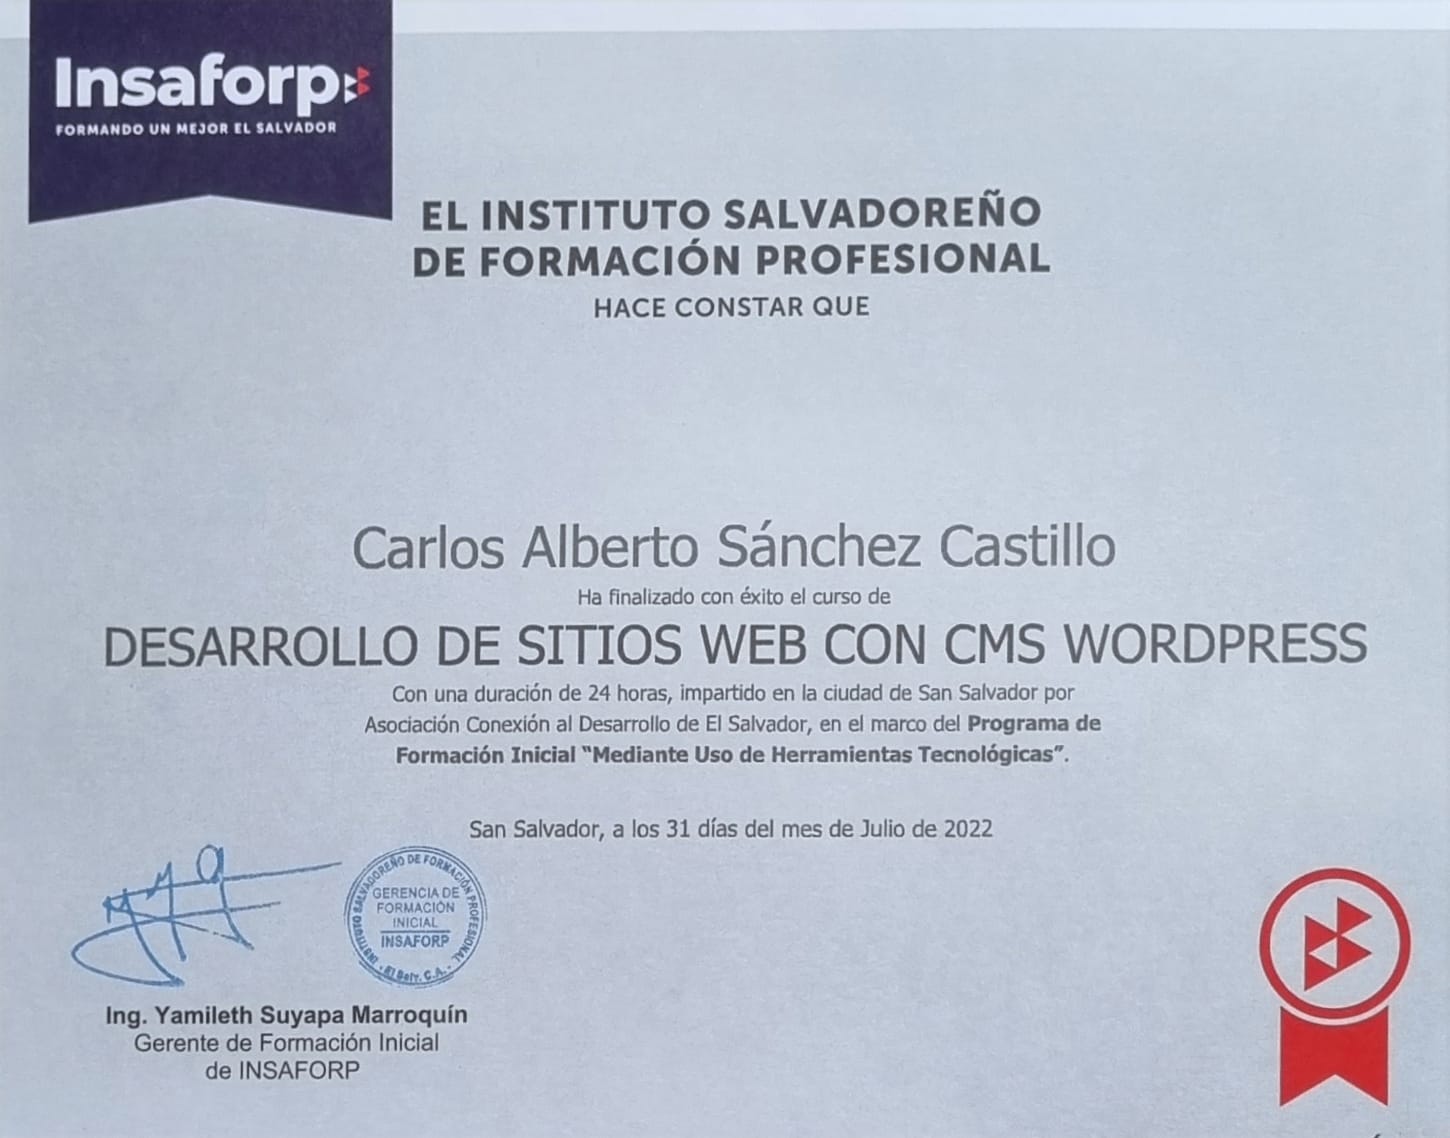 Insaforp
FORMANDO UN MEJOR EL SALVADOR
EL INSTITUTO SALVADOREÑO
DE FORMACIÓN PROFESIONAL
HACE CONSTAR QUE
Carlos Alberto Sánchez Castillo
Ha finalizado con éxito el curso de
DESARROLLO DE SITIOS WEB CON CMS WORDPRESS
Con una duración de 24 horas, impartido en la ciudad de San Salvador por
Asociación Conexión al Desarrollo de El Salvador, en el marco del Programa de
Formación Inicial “Mediante Uso de Herramientas Tecnológicas”.
San Salvador, a los 31 días del mes de Julio de 2022
INSTITUTO SALVADOREÑO DE FORMACIÓN PROFESIONAL
GERENCIA DE
FORMACIÓN
INICIAL
INSAFORP
El Salv. C.A.
Ing. Yamileth Suyapa Marroquín
Gerente de Formación Inicial
de INSAFORP